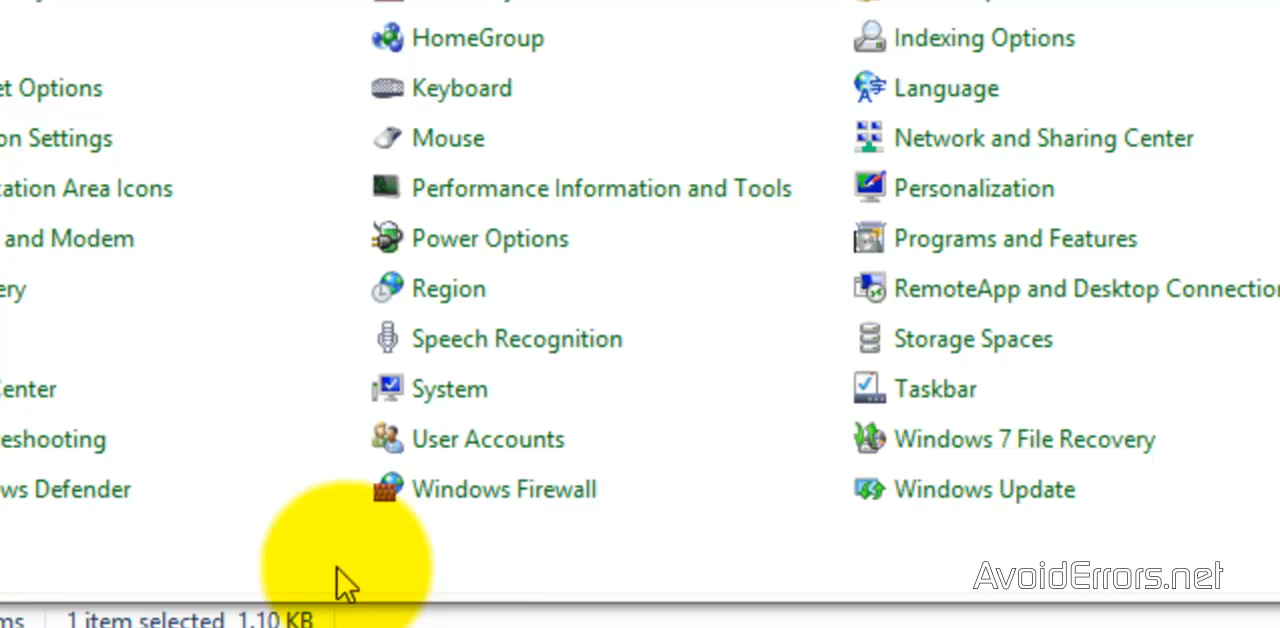 HomeGroup
Indexing Options
et Options
Keyboard
Language
on Settings
Mouse
Network and Sharing Center
cation Area Icons
Performance Information and Tools
Personalization
and Modem
Power Options
Programs and Features
ery
Region
RemoteApp and Desktop Connection
Speech Recognition
Storage Spaces
Center
System
Taskbar
eshooting
User Accounts
Windows 7 File Recovery
ws Defender
Windows Firewall
Windows Update
AvoidErrors.net
ms
1 item selected 1.10 KB